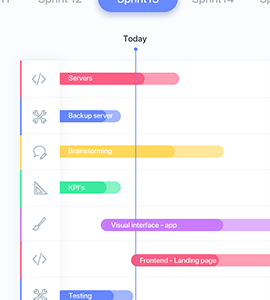 Sprint 12
Sprint 13
Sprint 14
Today
Servers
Backup server
Brainstorming
KPI's
Visual interface - app
Frontend - Landing page
Testing